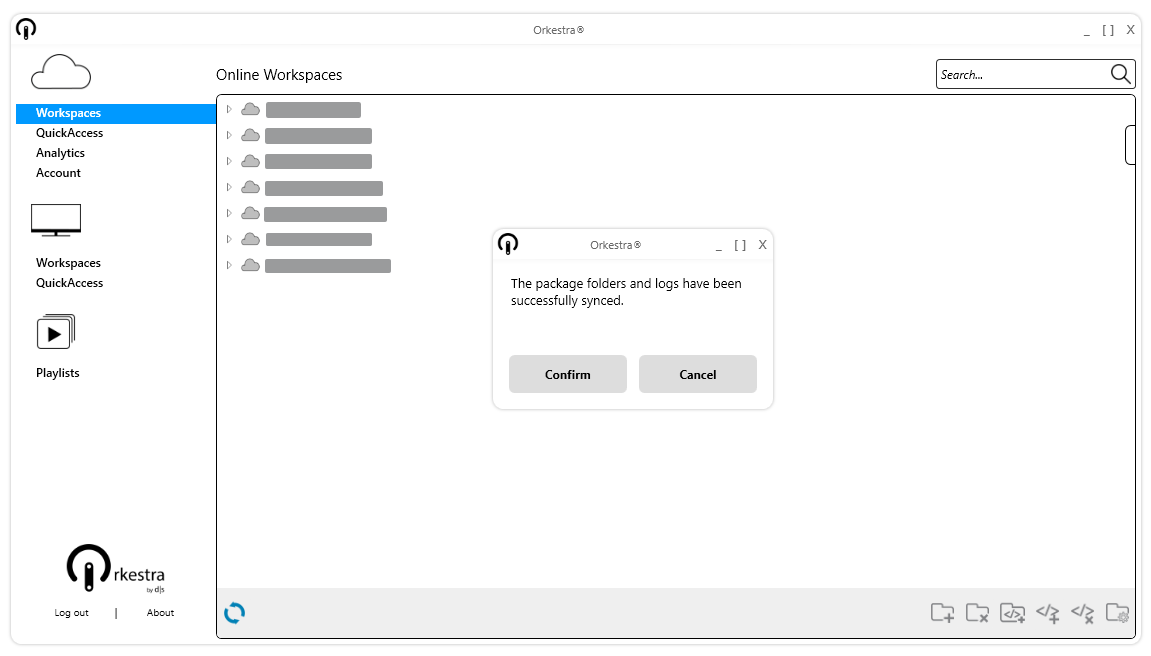 Orkestra®
_ [ ] X
Online Workspaces
Search...
Workspaces
QuickAccess
Analytics
Account
Workspaces
QuickAccess
Playlists
Orkestra®
_ [ ] X
The package folders and logs have been
successfully synced.
Confirm
Cancel
rkestra
by d|s
Log out | About